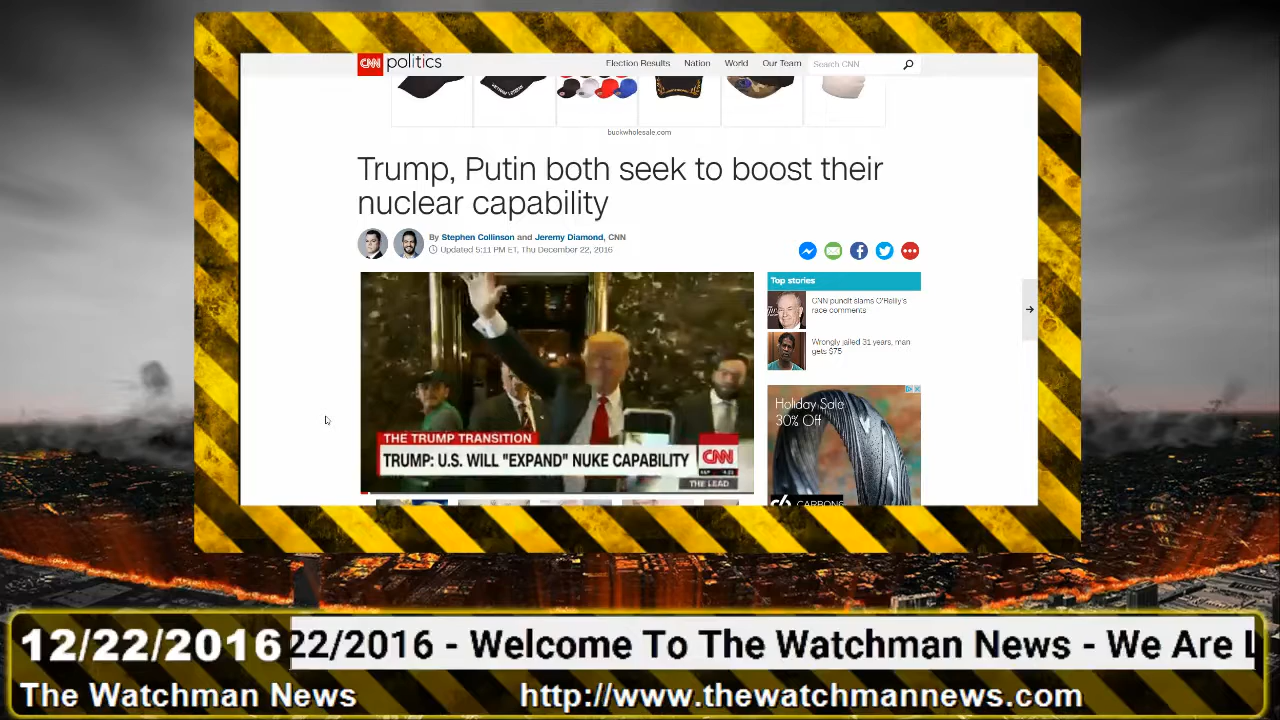 CNN politics
Election Results Nation World Our Team Search CNN
buckwholesale.com
Trump, Putin both seek to boost their
nuclear capability
By Stephen Collinson and Jeremy Diamond, CNN
Updated 5:11 PM ET, Thu December 22, 2016
Top stories
CNN pundit slams O'Reilly's
race comments
Wrongly jailed 31 years, man
gets $75
Holiday Sale
30% Off
THE TRUMP TRANSITION
TRUMP: U.S. WILL "EXPAND" NUKE CAPABILITY
CNN
THE LEAD
12/22/2016 22/2016 - Welcome To The Watchman News - We Are L
The Watchman News http://www.thewatchmannews.com